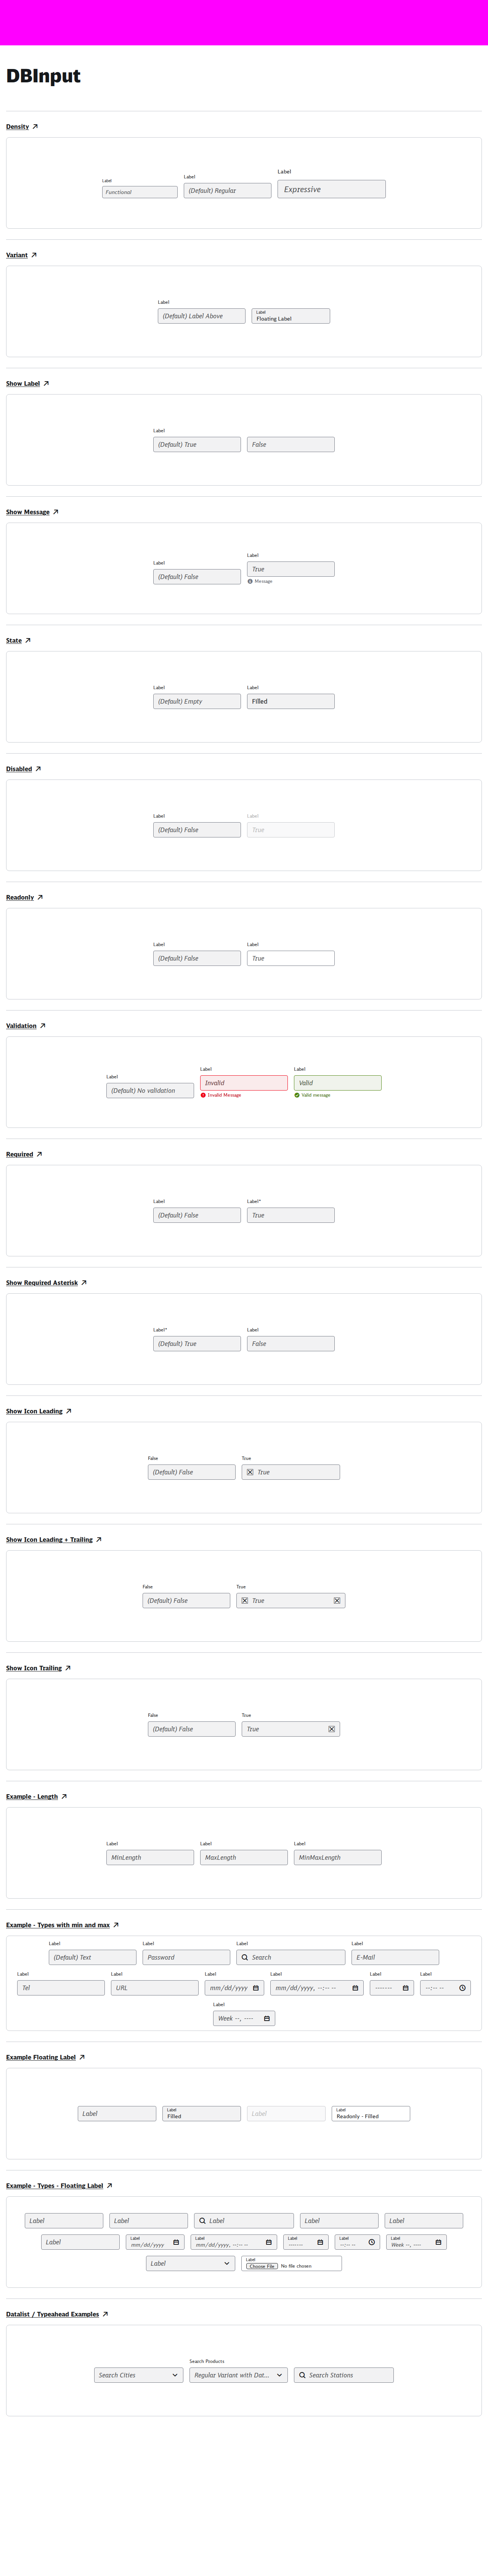 DBInput
Density
Label
Functional
Label
(Default) Regular
Label
Expressive
Variant
Label
(Default) Label Above
Label
Floating Label
Show Label
Label
(Default) True
False
Show Message
Label
(Default) False
Label
True
Message
State
Label
(Default) Empty
Label
Filled
Disabled
Label
(Default) False
Label
True
Readonly
Label
(Default) False
Label
True
Validation
Label
(Default) No validation
Label
Invalid
Invalid Message
Label
Valid
Valid message
Required
Label
(Default) False
Label*
True
Show Required Asterisk
Label*
(Default) True
Label
False
Show Icon Leading
False
(Default) False
True
True
Show Icon Leading + Trailing
False
(Default) False
True
True
Show Icon Trailing
False
(Default) False
True
True
Example - Length
Label
MinLength
Label
MaxLength
Label
MinMaxLength
Example - Types with min and max
Label
(Default) Text
Label
Password
Label
Search
Label
E-Mail
Label
Tel
Label
URL
Label
mm/dd/yyyy
Label
mm/dd/yyyy, --:-- --
Label
Label
--:-- --
Label
Week --, ----
Example Floating Label
Label
Label
Filled
Label
Label
Readonly - Filled
Example - Types - Floating Label
Label
Label
Label
Label
Label
Label
Label
mm/dd/yyyy
Label
mm/dd/yyyy, --:-- --
Label
Label
--:-- --
Label
Week --, ----
Label
Label
Choose File No file chosen
Datalist / Typeahead Examples
Search Cities
Search Products
Regular Variant with Dat...
Search Stations